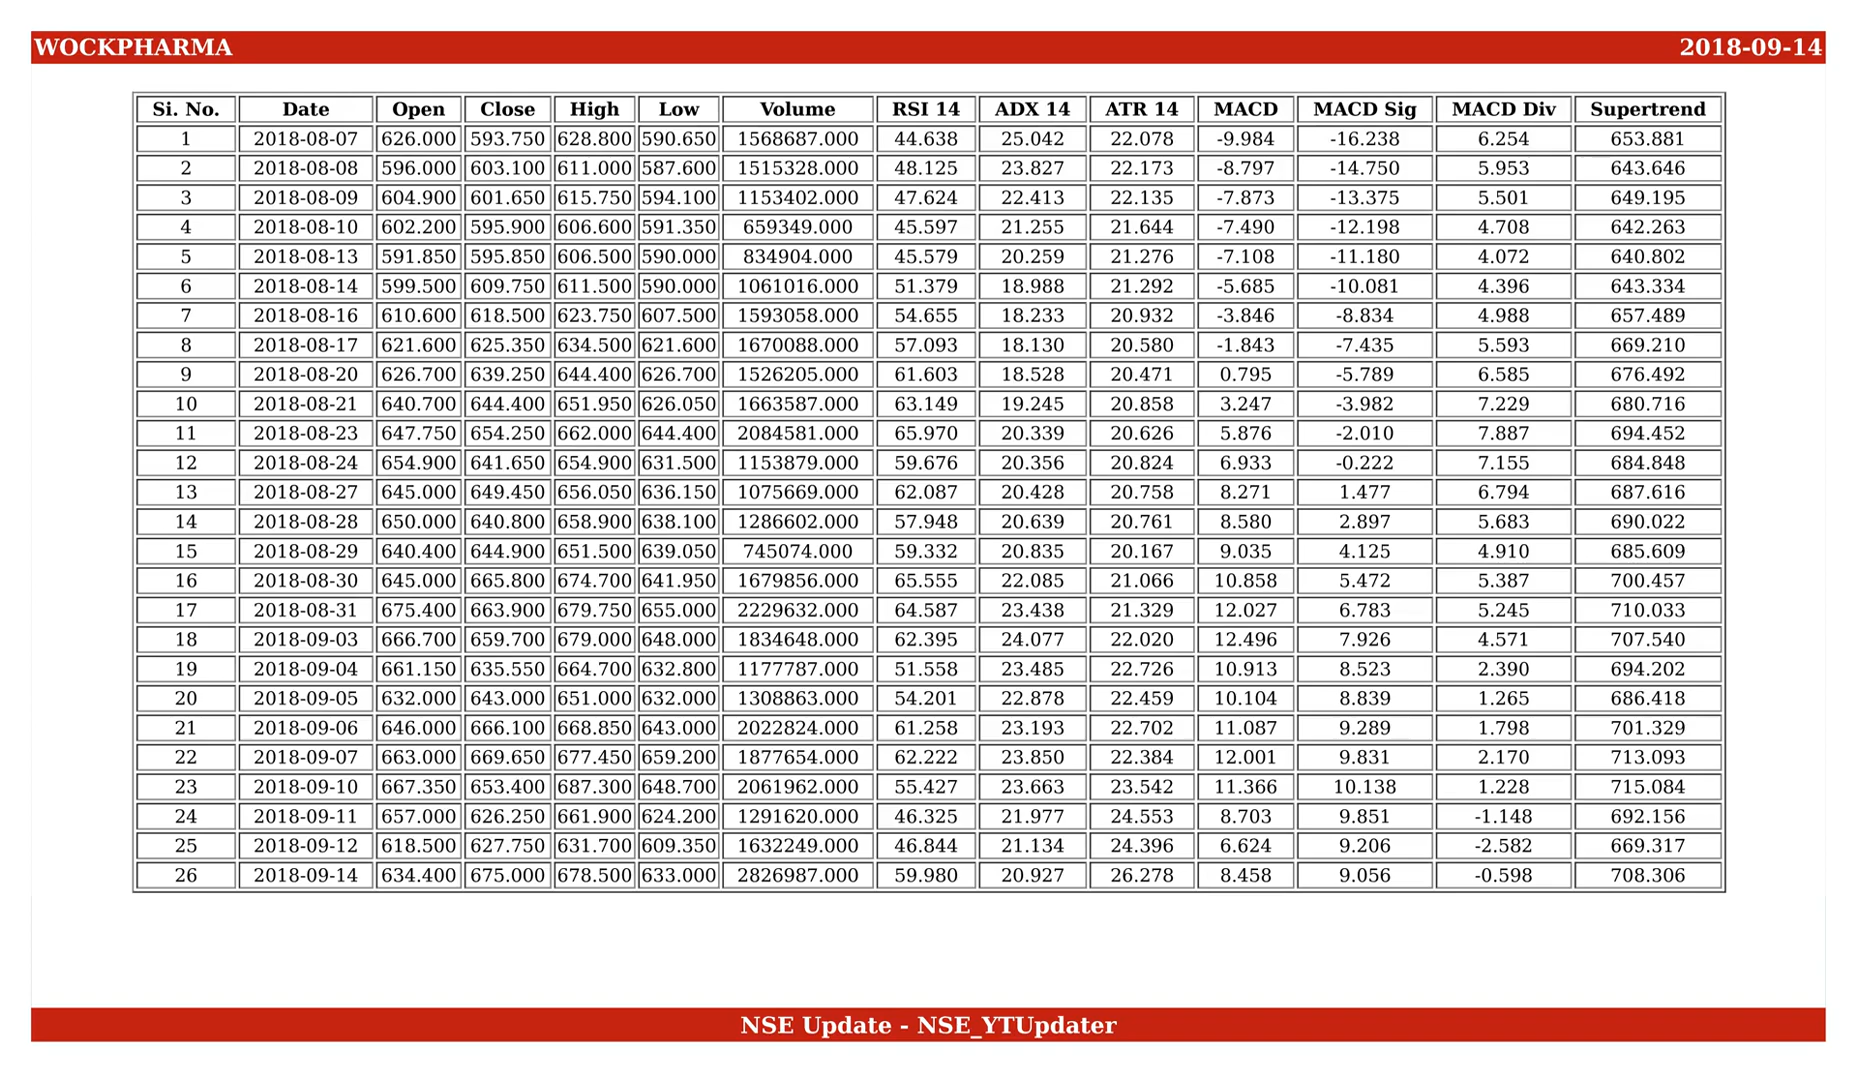 WOCKPHARMA 2018-09-14
Si. No. Date Open Close High Low Volume RSI 14 ADX 14 ATR 14 MACD MACD Sig MACD Div Supertrend
1 2018-08-07 626.000 593.750 628.800 590.650 1568687.000 44.638 25.042 22.078 -9.984 -16.238 6.254 653.881
2 2018-08-08 596.000 603.100 611.000 587.600 1515328.000 48.125 23.827 22.173 -8.797 -14.750 5.953 643.646
3 2018-08-09 604.900 601.650 615.750 594.100 1153402.000 47.624 22.413 22.135 -7.873 -13.375 5.501 649.195
4 2018-08-10 602.200 595.900 606.600 591.350 659349.000 45.597 21.255 21.644 -7.490 -12.198 4.708 642.263
5 2018-08-13 591.850 595.850 606.500 590.000 834904.000 45.579 20.259 21.276 -7.108 -11.180 4.072 640.802
6 2018-08-14 599.500 609.750 611.500 590.000 1061016.000 51.379 18.988 21.292 -5.685 -10.081 4.396 643.334
7 2018-08-16 610.600 618.500 623.750 607.500 1593058.000 54.655 18.233 20.932 -3.846 -8.834 4.988 657.489
8 2018-08-17 621.600 625.350 634.500 621.600 1670088.000 57.093 18.130 20.580 -1.843 -7.435 5.593 669.210
9 2018-08-20 626.700 639.250 644.400 626.700 1526205.000 61.603 18.528 20.471 0.795 -5.789 6.585 676.492
10 2018-08-21 640.700 644.400 651.950 626.050 1663587.000 63.149 19.245 20.858 3.247 -3.982 7.229 680.716
11 2018-08-23 647.750 654.250 662.000 644.400 2084581.000 65.970 20.339 20.626 5.876 -2.010 7.887 694.452
12 2018-08-24 654.900 641.650 654.900 631.500 1153879.000 59.676 20.356 20.824 6.933 -0.222 7.155 684.848
13 2018-08-27 645.000 649.450 656.050 636.150 1075669.000 62.087 20.428 20.758 8.271 1.477 6.794 687.616
14 2018-08-28 650.000 640.800 658.900 638.100 1286602.000 57.948 20.639 20.761 8.580 2.897 5.683 690.022
15 2018-08-29 640.400 644.900 651.500 639.050 745074.000 59.332 20.835 20.167 9.035 4.125 4.910 685.609
16 2018-08-30 645.000 665.800 674.700 641.950 1679856.000 65.555 22.085 21.066 10.858 5.472 5.387 700.457
17 2018-08-31 675.400 663.900 679.750 655.000 2229632.000 64.587 23.438 21.329 12.027 6.783 5.245 710.033
18 2018-09-03 666.700 659.700 679.000 648.000 1834648.000 62.395 24.077 22.020 12.496 7.926 4.571 707.540
19 2018-09-04 661.150 635.550 664.700 632.800 1177787.000 51.558 23.485 22.726 10.913 8.523 2.390 694.202
20 2018-09-05 632.000 643.000 651.000 632.000 1308863.000 54.201 22.878 22.459 10.104 8.839 1.265 686.418
21 2018-09-06 646.000 666.100 668.850 643.000 2022824.000 61.258 23.193 22.702 11.087 9.289 1.798 701.329
22 2018-09-07 663.000 669.650 677.450 659.200 1877654.000 62.222 23.850 22.384 12.001 9.831 2.170 713.093
23 2018-09-10 667.350 653.400 687.300 648.700 2061962.000 55.427 23.663 23.542 11.366 10.138 1.228 715.084
24 2018-09-11 657.000 626.250 661.900 624.200 1291620.000 46.325 21.977 24.553 8.703 9.851 -1.148 692.156
25 2018-09-12 618.500 627.750 631.700 609.350 1632249.000 46.844 21.134 24.396 6.624 9.206 -2.582 669.317
26 2018-09-14 634.400 675.000 678.500 633.000 2826987.000 59.980 20.927 26.278 8.458 9.056 -0.598 708.306
NSE Update - NSE_YTUpdater